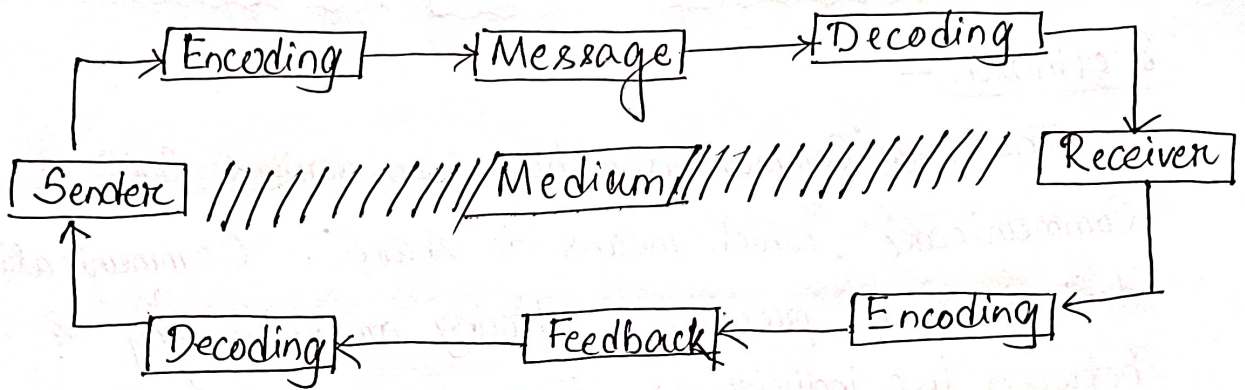 Encoding Message Decoding
Sender Medium Receiver
Decoding Feedback Encoding